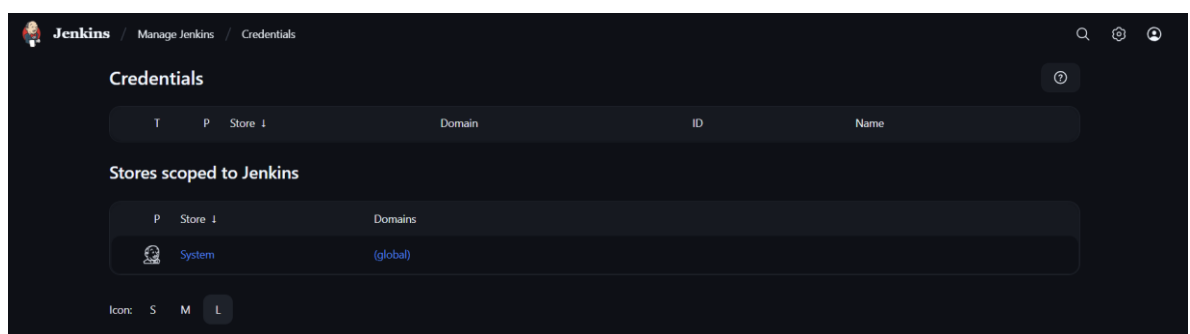 Jenkins / Manage Jenkins / Credentials
Credentials
T P Store ↓ Domain ID Name
Stores scoped to Jenkins
P Store ↓ Domains
System (global)
Icon: S M L